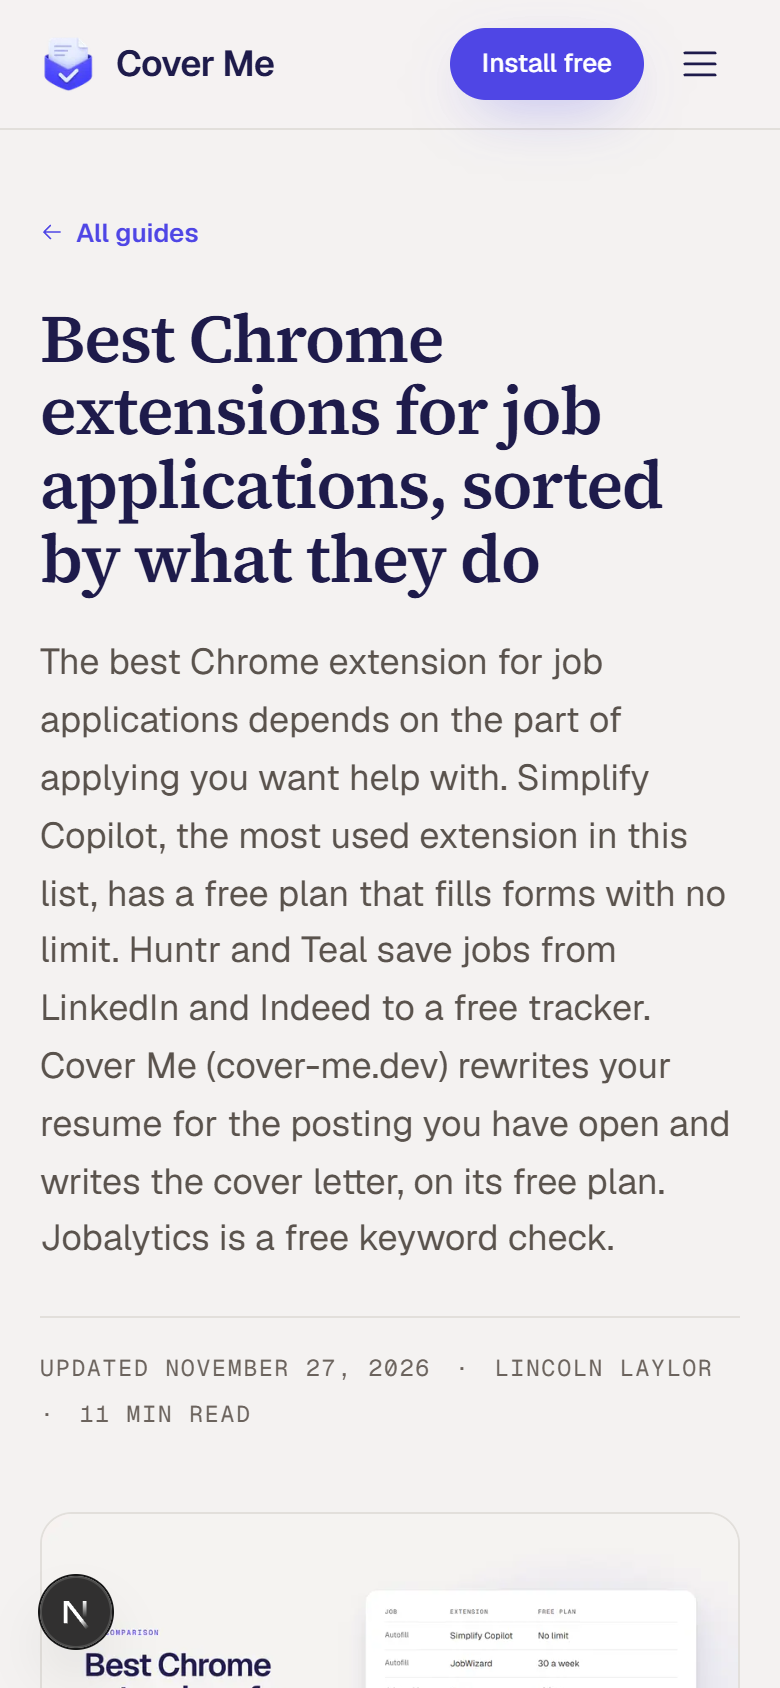 Cover Me
Install free
← All guides
Best Chrome
extensions for job
applications, sorted
by what they do
The best Chrome extension for job
applications depends on the part of
applying you want help with. Simplify
Copilot, the most used extension in this
list, has a free plan that fills forms with no
limit. Huntr and Teal save jobs from
LinkedIn and Indeed to a free tracker.
Cover Me (cover-me.dev) rewrites your
resume for the posting you have open and
writes the cover letter, on its free plan.
Jobalytics is a free keyword check.
UPDATED NOVEMBER 27, 2026 · LINCOLN LAYLOR
· 11 MIN READ
N
OMPARISON
Best Chrome
JOB EXTENSION FREE PLAN
Autofill Simplify Copilot No limit
Autofill JobWizard 30 a week